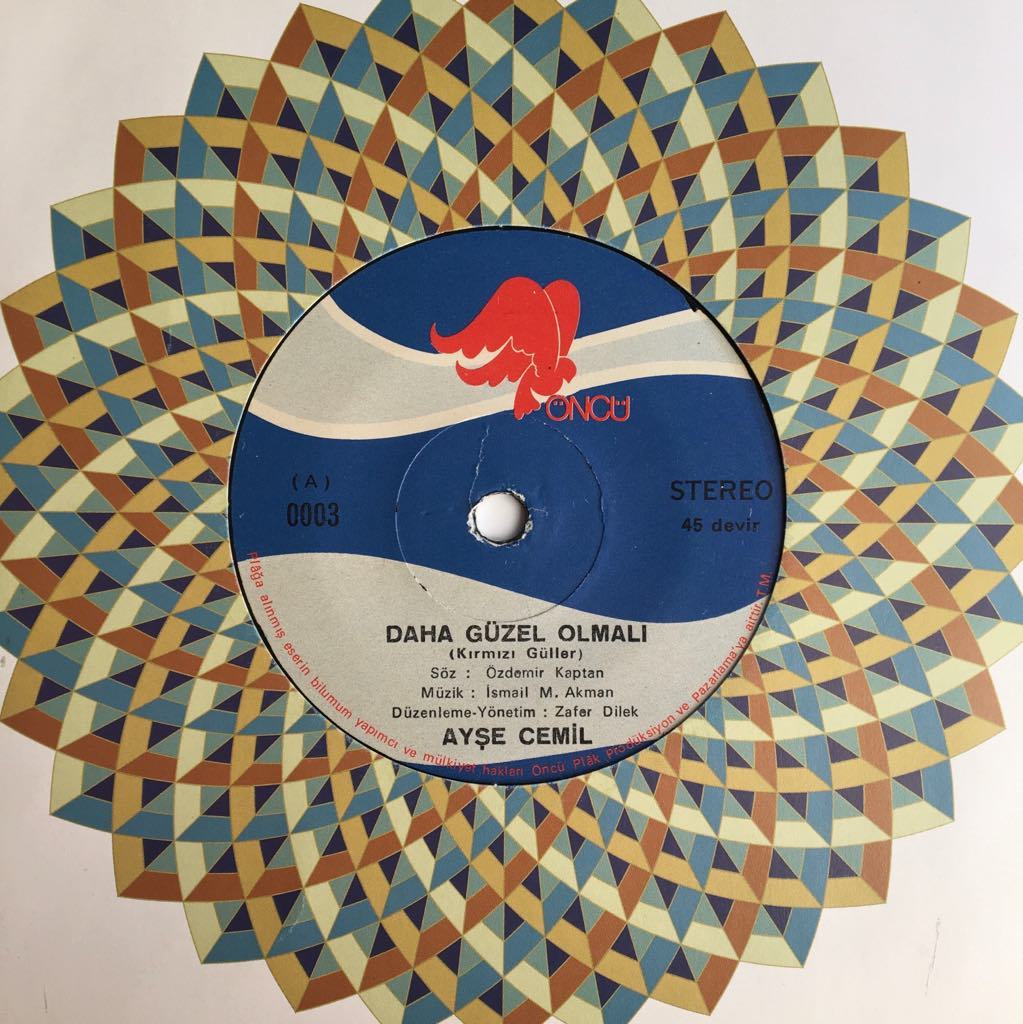 ÖNCÜ
(A)
0003
STEREO
45 devir
DAHA GÜZEL OLMALI
(Kırmızı Güller)
Söz : Özdemir Kaptan
Müzik : İsmail M. Akman
Düzenleme-Yönetim : Zafer Dilek
AYŞE CEMİL
Plâğa alınmış eserin bilumum yapımcı ve mülkiyet hakları Öncü Plâk Prodüksiyon ve Pazarlama'ya aittir. T.M.